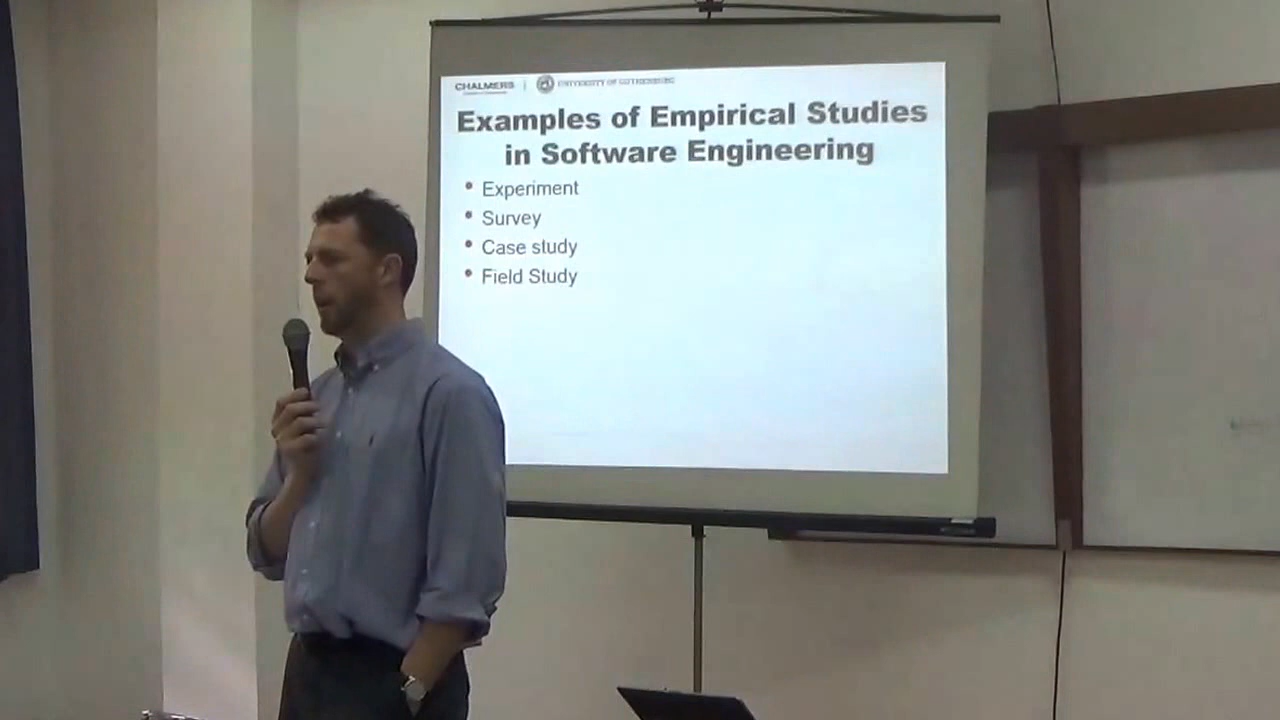 CHALMERS
UNIVERSITY OF GOTHENBURG
Examples of Empirical Studies
in Software Engineering
• Experiment
• Survey
• Case study
• Field Study